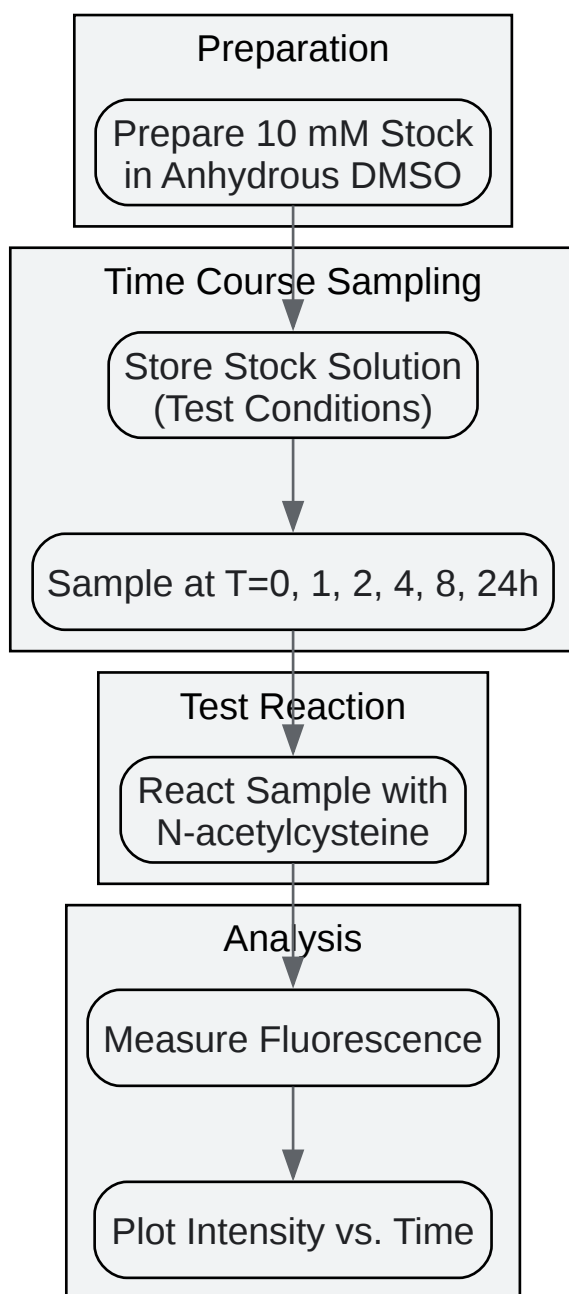 Preparation
Prepare 10 mM Stock
in Anhydrous DMSO
Time Course Sampling
Store Stock Solution
(Test Conditions)
Sample at T=0, 1, 2, 4, 8, 24h
Test Reaction
React Sample with
N-acetylcysteine
Analysis
Measure Fluorescence
Plot Intensity vs. Time